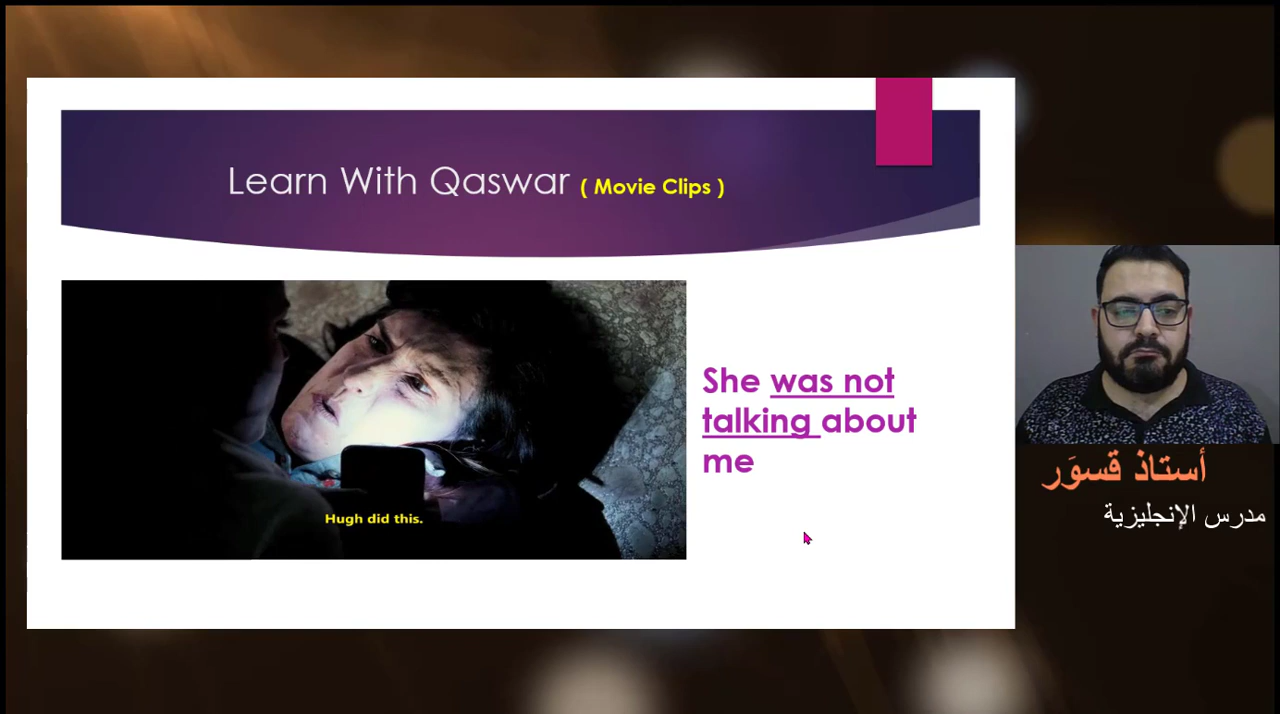 Learn With Qaswar ( Movie Clips )
She was not
talking about
me
Hugh did this.
أستاذ قسوَر
مدرس الإنجليزية